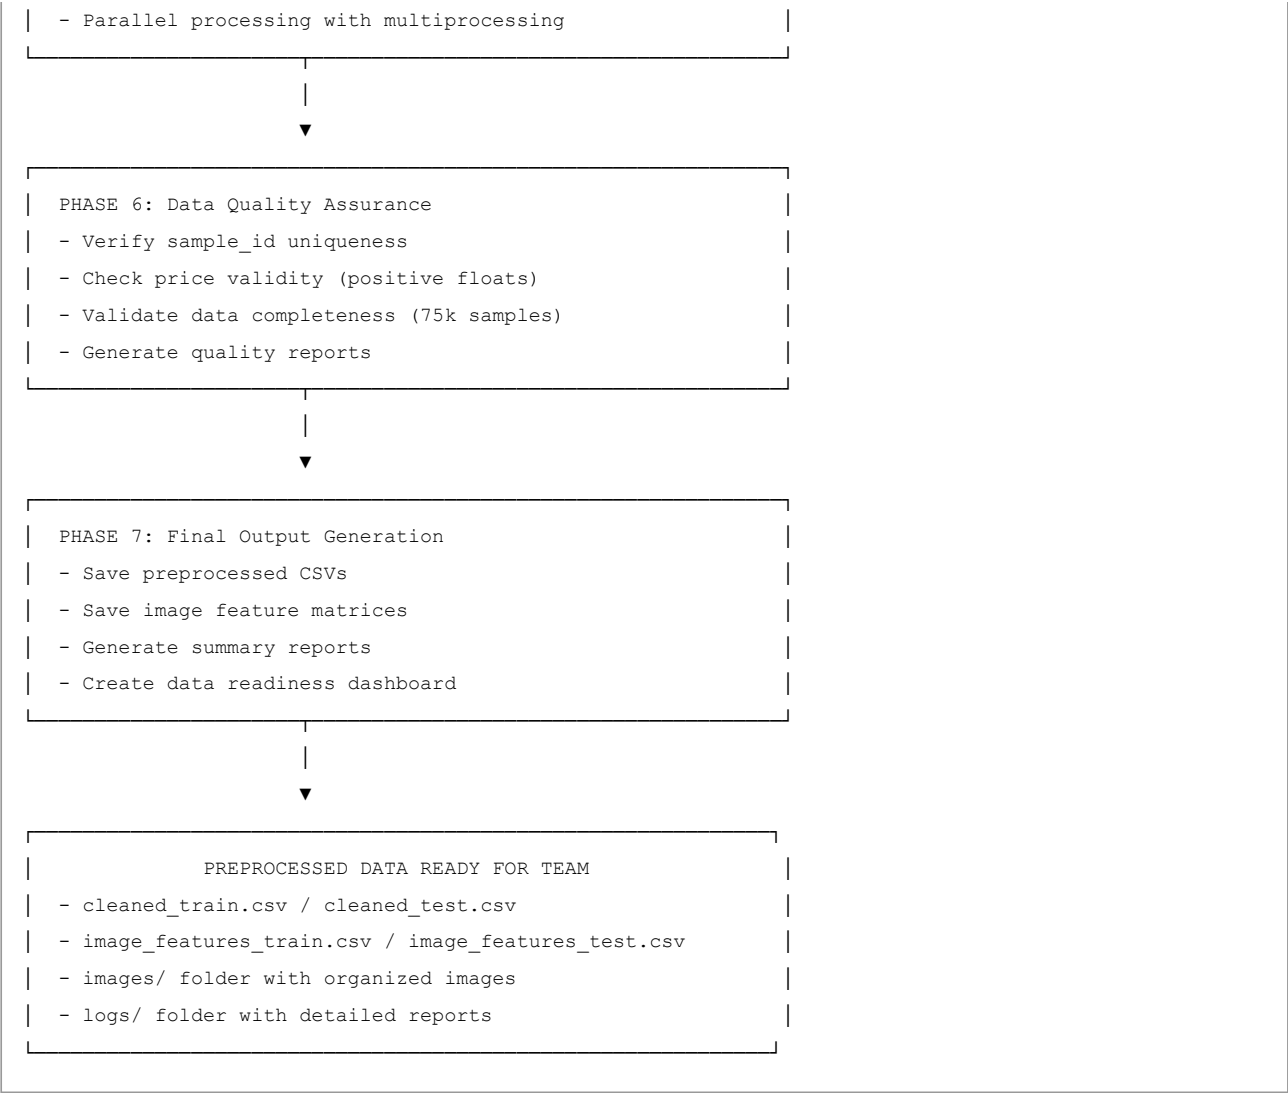 - Parallel processing with multiprocessing
PHASE 6: Data Quality Assurance
- Verify sample_id uniqueness
- Check price validity (positive floats)
- Validate data completeness (75k samples)
- Generate quality reports
PHASE 7: Final Output Generation
- Save preprocessed CSVs
- Save image feature matrices
- Generate summary reports
- Create data readiness dashboard
PREPROCESSED DATA READY FOR TEAM
- cleaned_train.csv / cleaned_test.csv
- image_features_train.csv / image_features_test.csv
- images/ folder with organized images
- logs/ folder with detailed reports